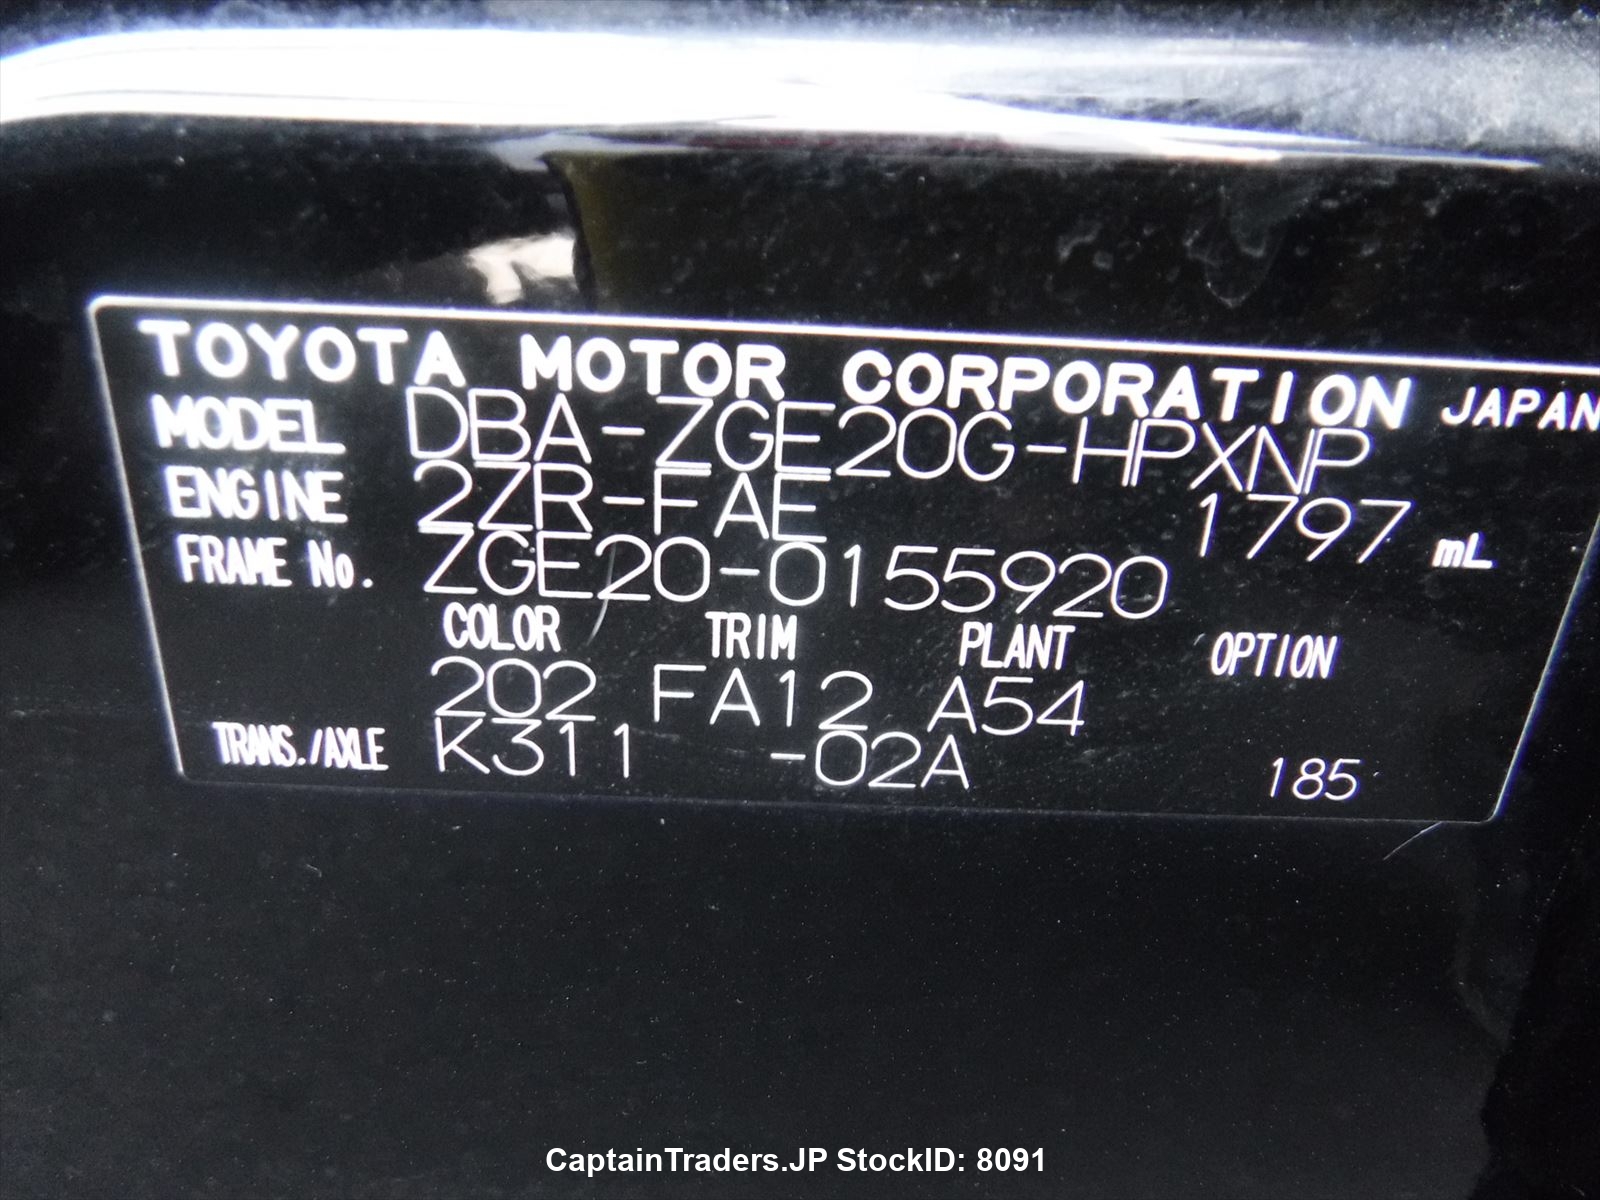 TOYOTA MOTOR CORPORATION JAPAN
MODEL DBA-ZGE20G-HPXNP
ENGINE 2ZR-FAE 1797 mL
FRAME No. ZGE20-0155920
COLOR TRIM PLANT OPTION
202 FA12 A54
TRANS./AXLE K311 -02A 185
CaptainTraders.JP StockID: 8091